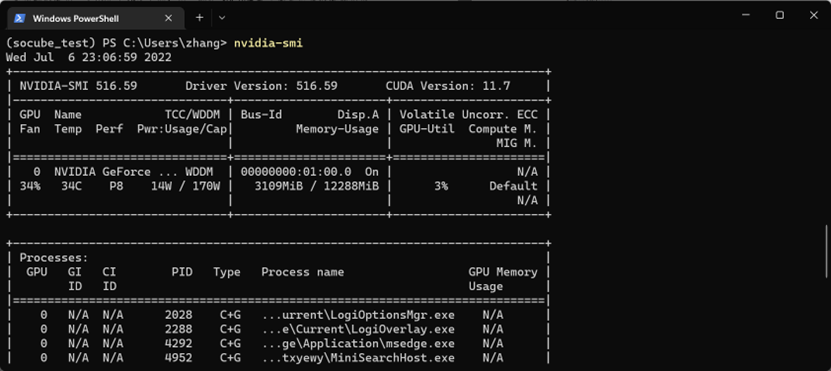 Windows PowerShell
(socube_test) PS C:\Users\zhang> nvidia-smi
Wed Jul  6 23:06:59 2022
+-----------------------------------------------------------------------------+
| NVIDIA-SMI 516.59       Driver Version: 516.59       CUDA Version: 11.7     |
|-------------------------------+----------------------+----------------------+
| GPU  Name            TCC/WDDM | Bus-Id        Disp.A | Volatile Uncorr. ECC |
| Fan  Temp  Perf  Pwr:Usage/Cap|         Memory-Usage | GPU-Util  Compute M. |
|                               |                      |               MIG M. |
|===============================+======================+======================|
|   0  NVIDIA GeForce ... WDDM  | 00000000:01:00.0  On |                  N/A |
| 34%   34C    P8    14W / 170W |   3109MiB / 12288MiB |      3%      Default |
|                               |                      |                  N/A |
+-------------------------------+----------------------+----------------------+
+-----------------------------------------------------------------------------+
| Processes:                                                                  |
|  GPU   GI   CI        PID   Type   Process name                  GPU Memory |
|        ID   ID                                                   Usage      |
|=============================================================================|
|    0   N/A  N/A      2028    C+G   ...urrent\LogiOptionsMgr.exe    N/A      |
|    0   N/A  N/A      2288    C+G   ...e\Current\LogiOverlay.exe    N/A      |
|    0   N/A  N/A      4292    C+G   ...ge\Application\msedge.exe    N/A      |
|    0   N/A  N/A      4952    C+G   ...txyewy\MiniSearchHost.exe    N/A      |